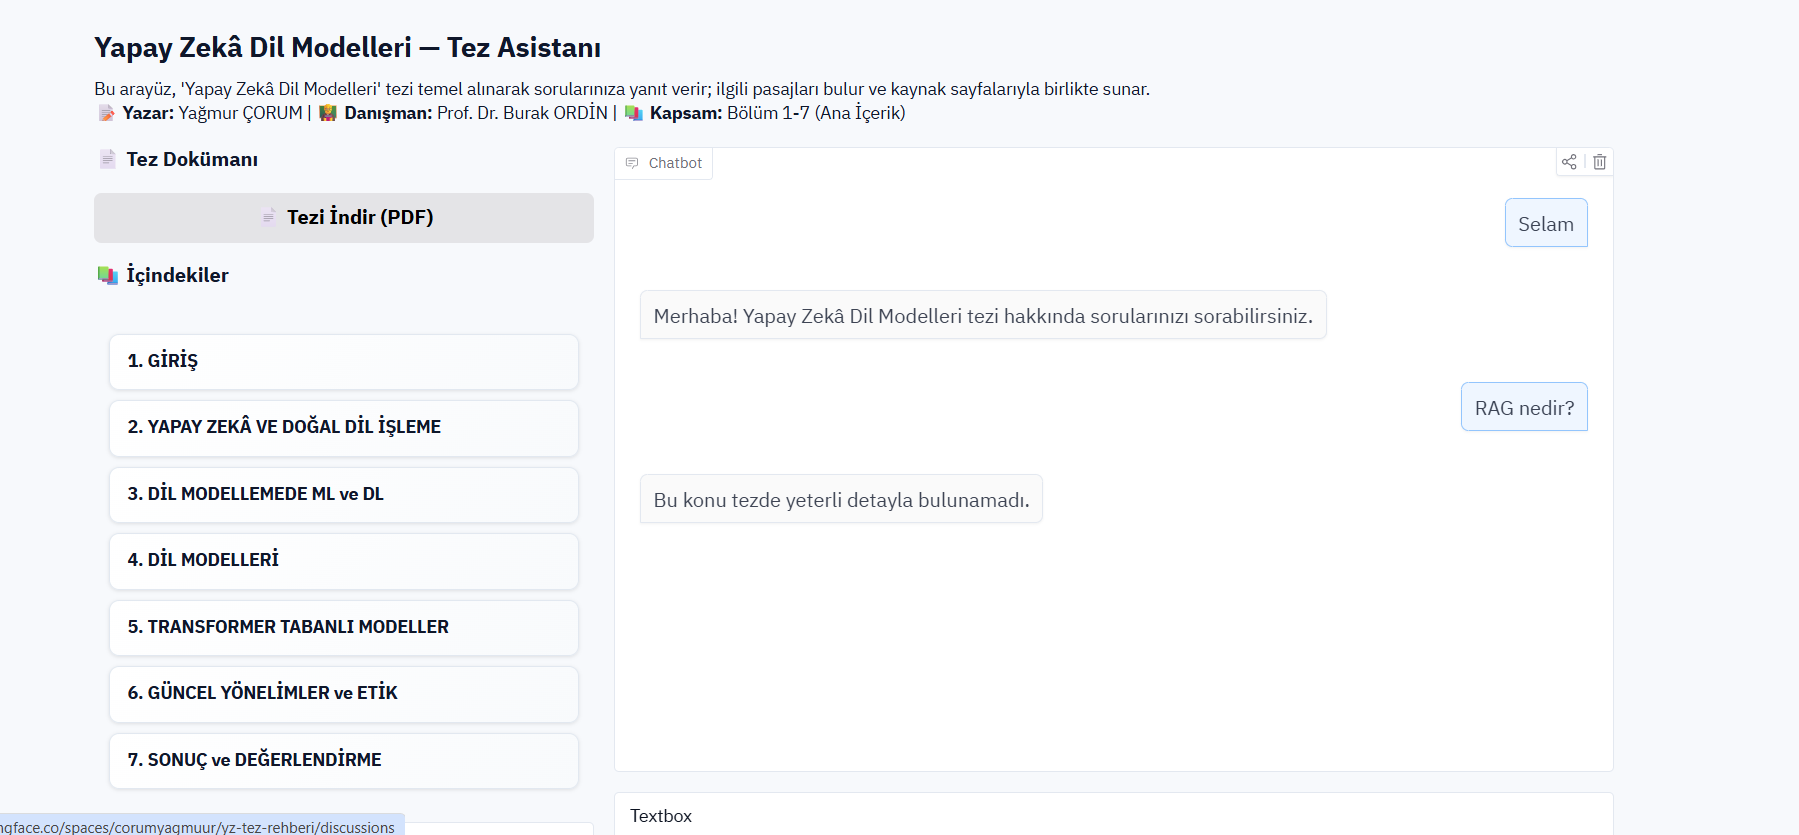 Yapay Zekâ Dil Modelleri — Tez Asistanı
Bu arayüz, 'Yapay Zekâ Dil Modelleri' tezi temel alınarak sorularınıza yanıt verir; ilgili pasajları bulur ve kaynak sayfalarıyla birlikte sunar.
Yazar: Yağmur ÇORUM | Danışman: Prof. Dr. Burak ORDİN | Kapsam: Bölüm 1-7 (Ana İçerik)
Tez Dokümanı
Tezi İndir (PDF)
İçindekiler
1. GİRİŞ
2. YAPAY ZEKÂ VE DOĞAL DİL İŞLEME
3. DİL MODELLEMEDE ML ve DL
4. DİL MODELLERİ
5. TRANSFORMER TABANLI MODELLER
6. GÜNCEL YÖNELİMLER ve ETİK
7. SONUÇ ve DEĞERLENDİRME
Chatbot
Selam
Merhaba! Yapay Zekâ Dil Modelleri tezi hakkında sorularınızı sorabilirsiniz.
RAG nedir?
Bu konu tezde yeterli detayla bulunamadı.
Textbox
ngface.co/spaces/corumyagmuur/yz-tez-rehberi/discussions